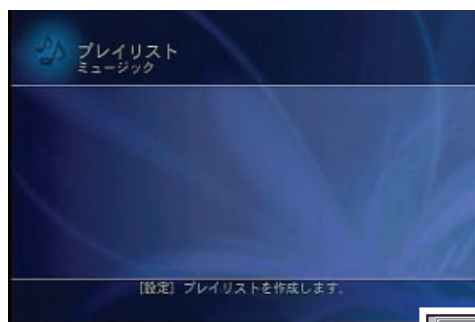 プレイリスト
ミュージック
[設定] プレイリストを作成します。